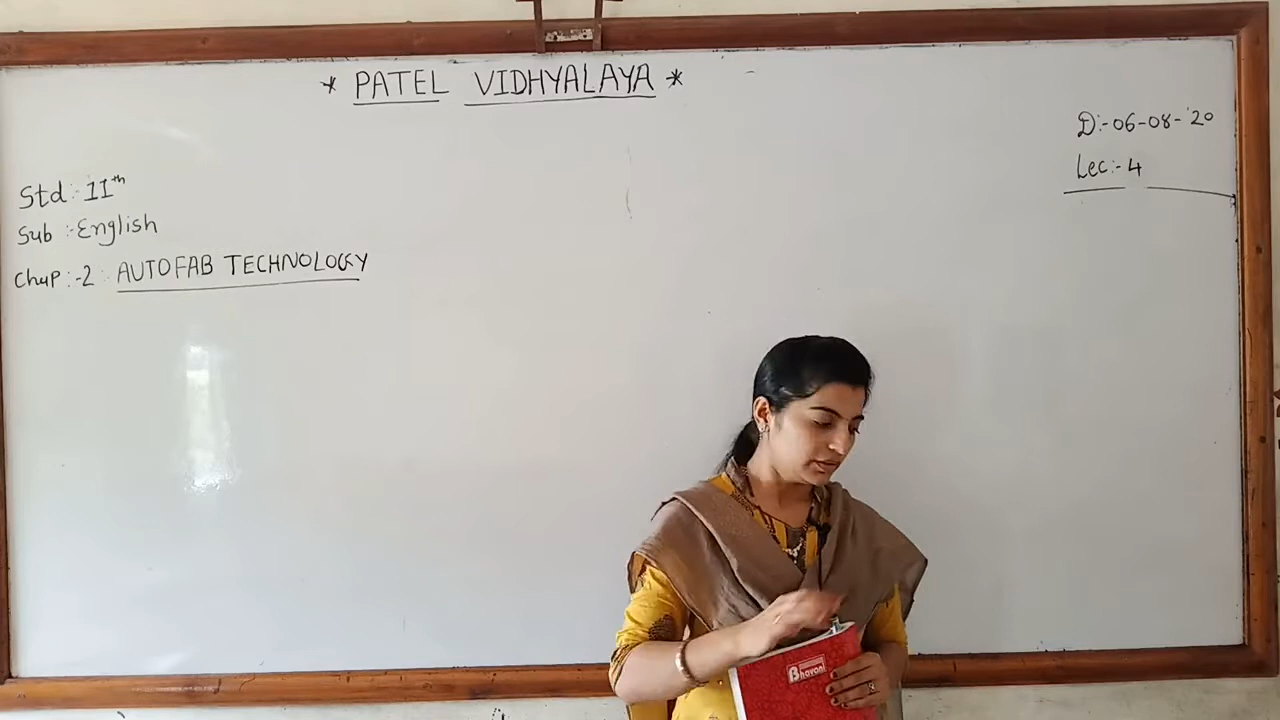 * PATEL VIDHYALAYA *
D:-06-08-'20
Lec:- 4
Std:- 11th
Sub :- English
Chap:-2: AUTOFAB TECHNOLOGY
Bhavani